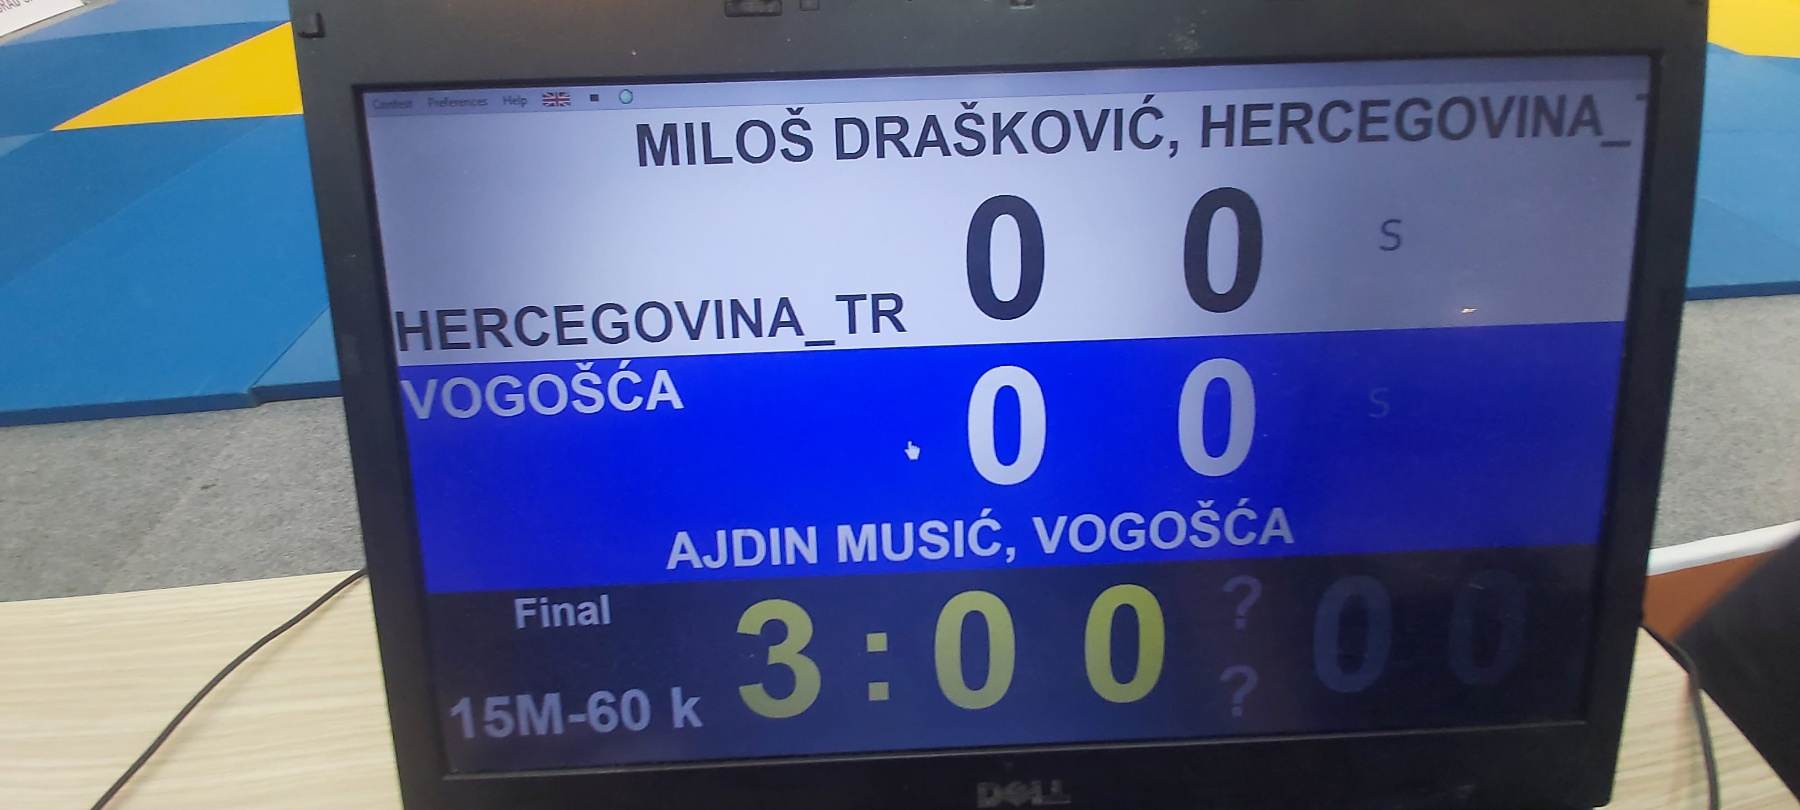 Contest Preferences Help
MILOŠ DRAŠKOVIĆ, HERCEGOVINA_
0 0 S
HERCEGOVINA_TR
VOGOŠĆA
0 0 S
AJDIN MUSIĆ, VOGOŠĆA
Final
15M-60 k
3:00
?
?
0 0
DELL